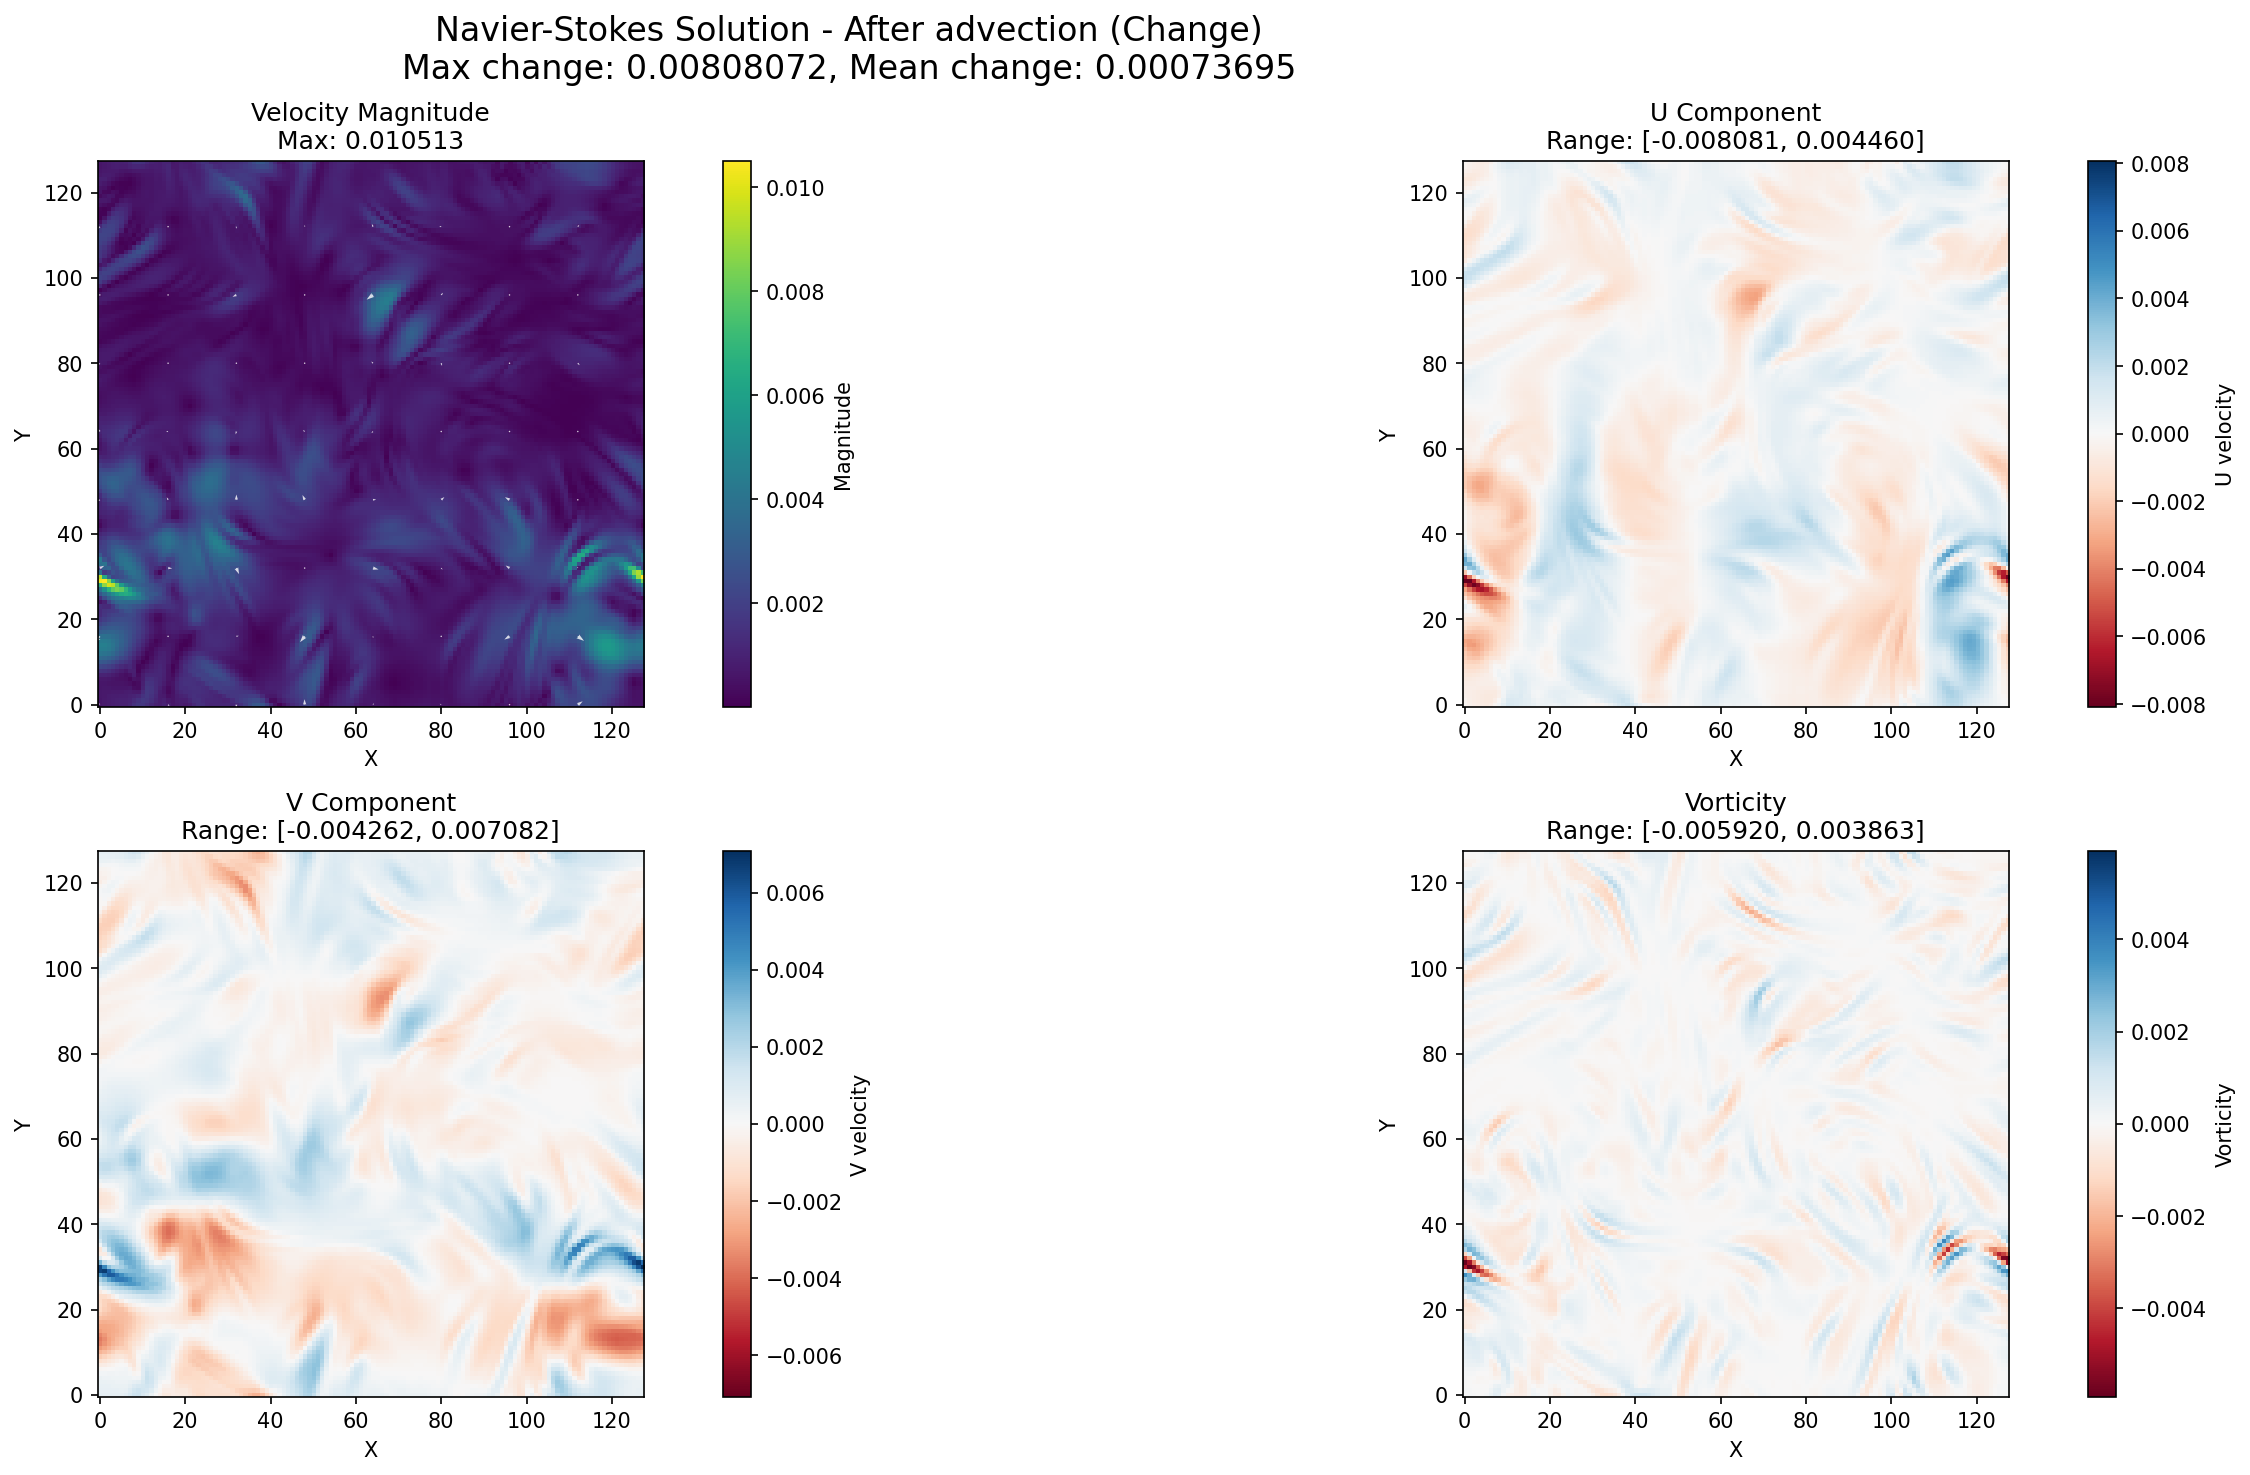 Navier-Stokes Solution - After advection (Change)
Max change: 0.00808072, Mean change: 0.00073695
Velocity Magnitude
Max: 0.010513
120
100
80
60
40
20
0
Y
0 20 40 60 80 100 120
X
0.010
0.008
0.006
0.004
0.002
Magnitude
U Component
Range: [-0.008081, 0.004460]
120
100
80
60
40
20
0
Y
0 20 40 60 80 100 120
X
0.008
0.006
0.004
0.002
0.000
−0.002
−0.004
−0.006
−0.008
U velocity
V Component
Range: [-0.004262, 0.007082]
120
100
80
60
40
20
0
Y
0 20 40 60 80 100 120
X
0.006
0.004
0.002
0.000
−0.002
−0.004
−0.006
V velocity
Vorticity
Range: [-0.005920, 0.003863]
120
100
80
60
40
20
0
Y
0 20 40 60 80 100 120
X
0.004
0.002
0.000
−0.002
−0.004
Vorticity